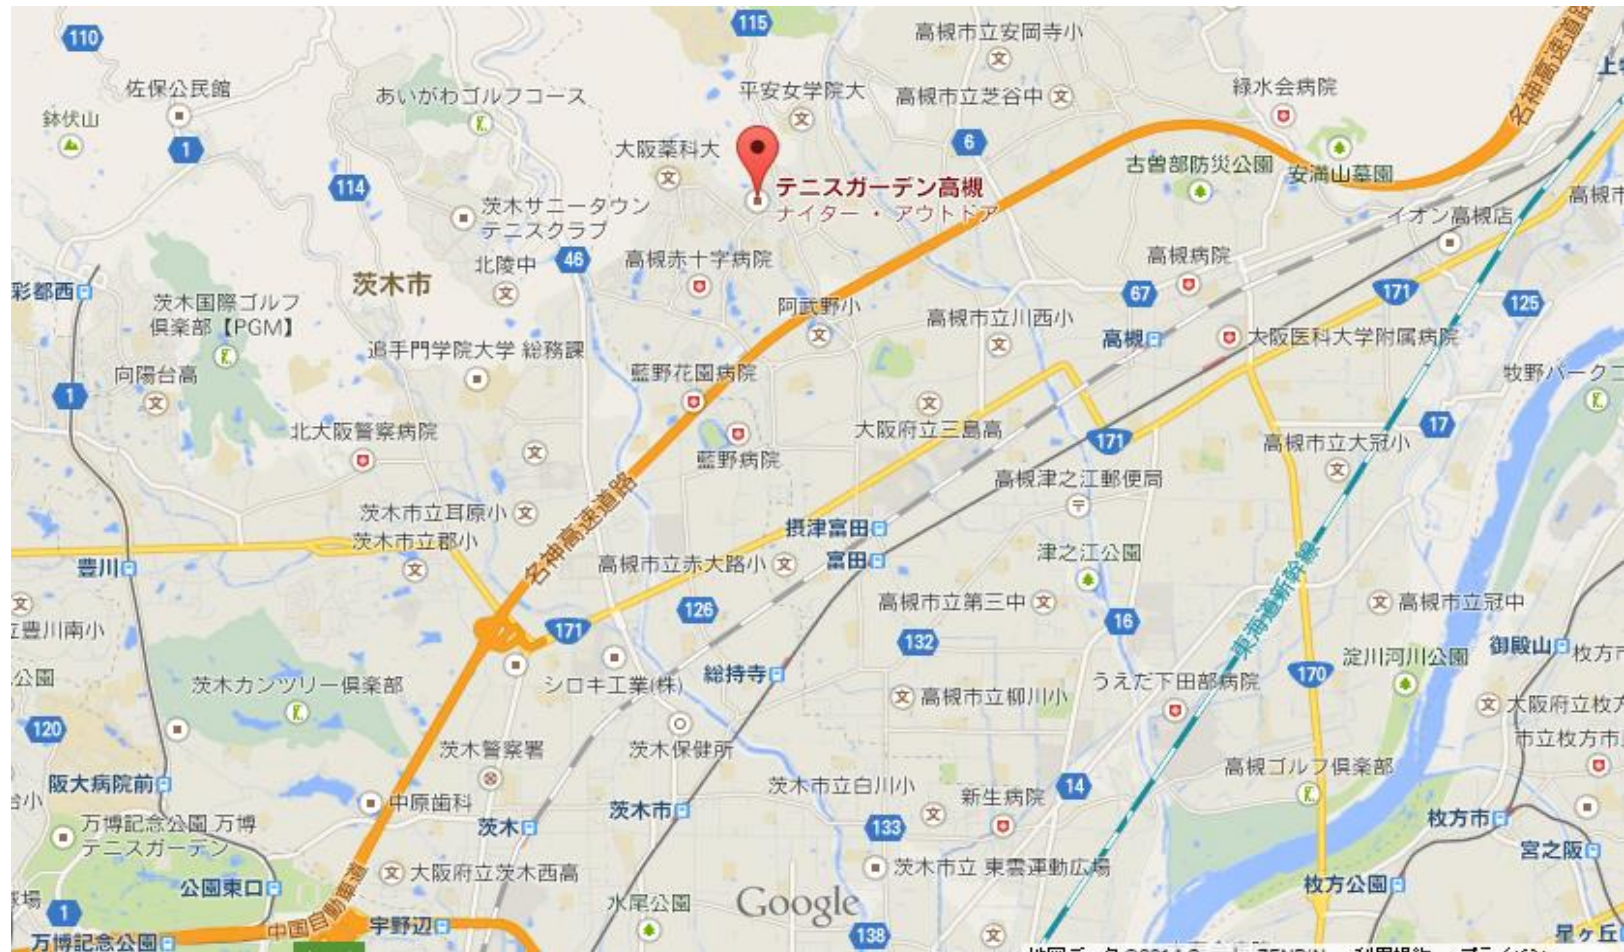 110
115
高槻市立安岡寺小
上牧
佐保公民館
あいがわゴルフコース
平安女学院大
高槻市立芝谷中
緑水会病院
名神高速道路
鉢伏山
1
大阪薬科大
6
古曽部防災公園
安満山墓園
114
テニスガーデン高槻
ナイター ・ アウトドア
高槻市
茨木サニータウン
テニスクラブ
イオン高槻店
北陵中
46
高槻赤十字病院
高槻病院
彩都西
茨木市
茨木国際ゴルフ
倶楽部【PGM】
阿武野小
高槻市立川西小
67
171
125
追手門学院大学 総務課
高槻
大阪医科大学附属病院
向陽台高
藍野花園病院
牧野パーク
1
北大阪警察病院
藍野病院
大阪府立三島高
171
高槻市立大冠小
17
高槻津之江郵便局
茨木市立耳原小
茨木市立郡小
名神高速道路
摂津富田
富田
津之江公園
東海道新幹線
豊川
高槻市立赤大路小
126
高槻市立第三中
16
高槻市立冠中
立豊川南小
171
132
御殿山
枚方市
公園
茨木カンツリー倶楽部
シロキ工業(株)
総持寺
高槻市立柳川小
うえだ下田部病院
170
淀川河川公園
大阪府立枚方
120
茨木警察署
茨木保健所
市立枚方市
阪大病院前
中原歯科
茨木市立白川小
新生病院
14
高槻ゴルフ倶楽部
台小
万博記念公園 万博
テニスガーデン
茨木
茨木市
133
枚方市
大阪府立茨木西高
茨木市立 東雲運動広場
宮之阪
公園東口
水尾公園
Google
枚方公園
1
中国自動車道
宇野辺
138
星ヶ丘
万博記念公園